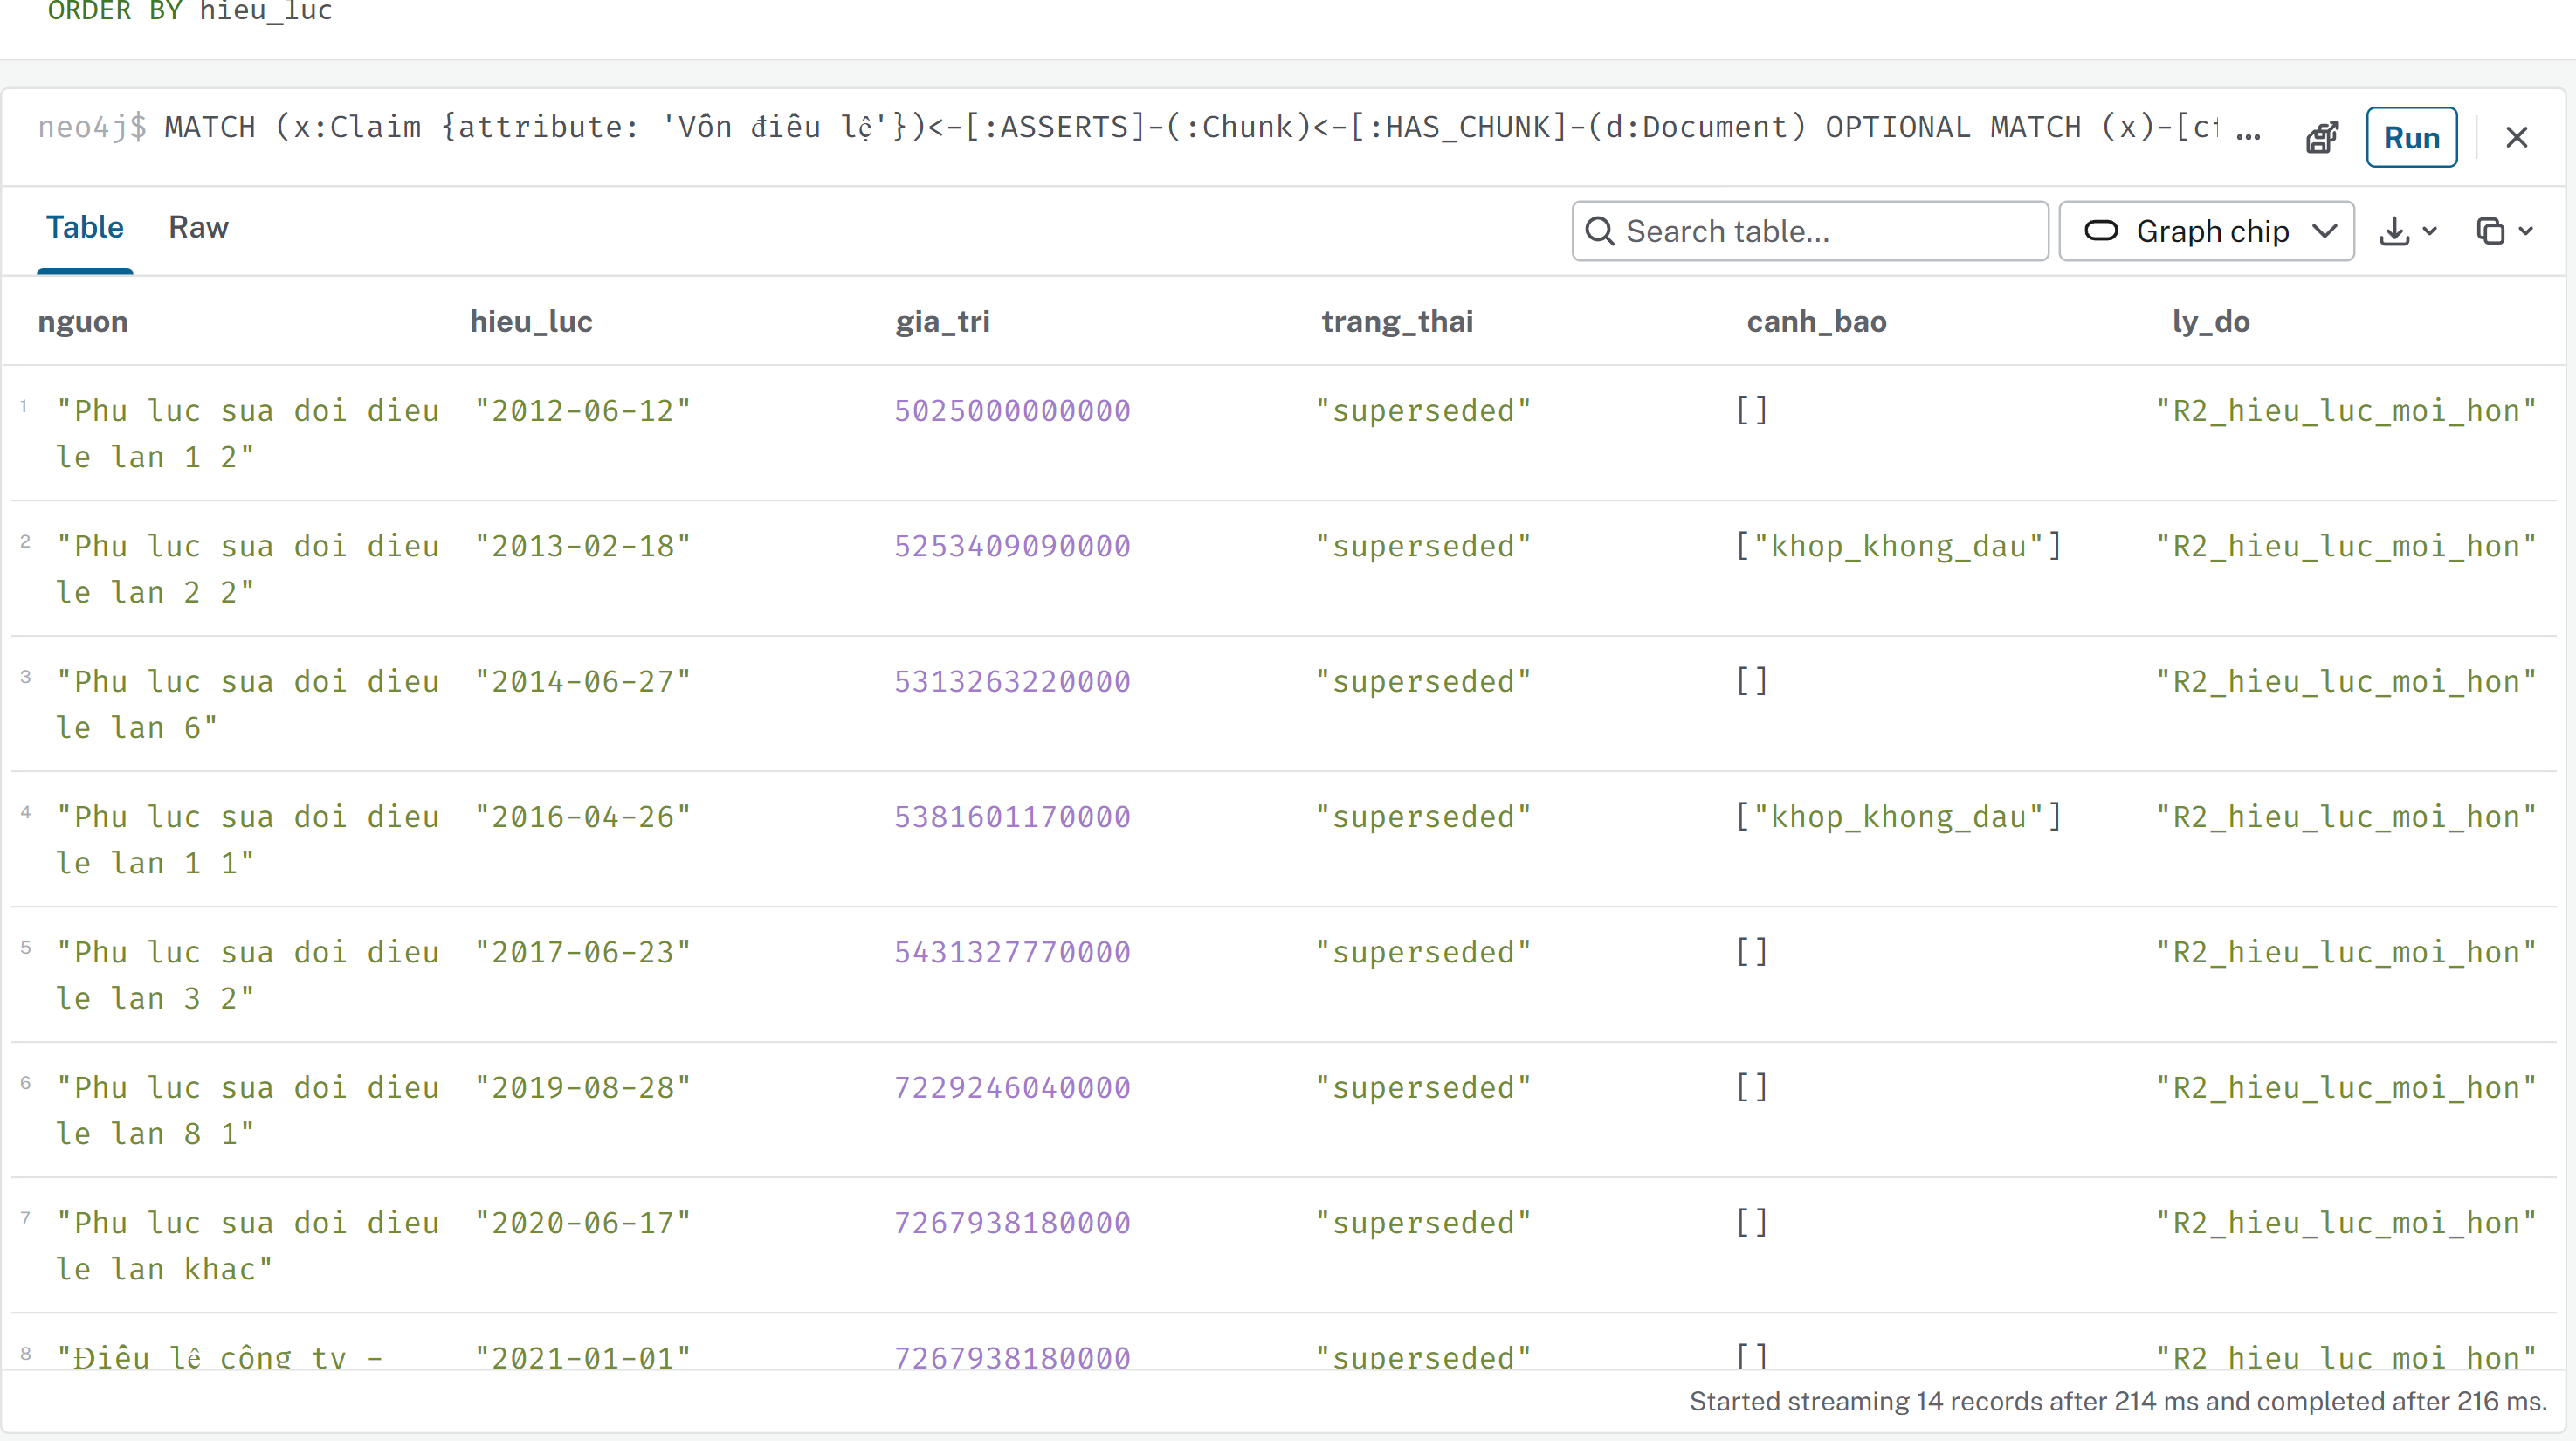 ORDER BY hieu_luc
neo4j$ MATCH (x:Claim {attribute: 'Vốn điều lệ'})<-[:ASSERTS]-(:Chunk)<-[:HAS_CHUNK]-(d:Document) OPTIONAL MATCH (x)-[cf ... Run
Table Raw Search table... Graph chip
nguon hieu_luc gia_tri trang_thai canh_bao ly_do
1 "Phu luc sua doi dieu "2012-06-12" 5025000000000 "superseded" [] "R2_hieu_luc_moi_hon"
le lan 1 2"
2 "Phu luc sua doi dieu "2013-02-18" 5253409090000 "superseded" ["khop_khong_dau"] "R2_hieu_luc_moi_hon"
le lan 2 2"
3 "Phu luc sua doi dieu "2014-06-27" 5313263220000 "superseded" [] "R2_hieu_luc_moi_hon"
le lan 6"
4 "Phu luc sua doi dieu "2016-04-26" 5381601170000 "superseded" ["khop_khong_dau"] "R2_hieu_luc_moi_hon"
le lan 1 1"
5 "Phu luc sua doi dieu "2017-06-23" 5431327770000 "superseded" [] "R2_hieu_luc_moi_hon"
le lan 3 2"
6 "Phu luc sua doi dieu "2019-08-28" 7229246040000 "superseded" [] "R2_hieu_luc_moi_hon"
le lan 8 1"
7 "Phu luc sua doi dieu "2020-06-17" 7267938180000 "superseded" [] "R2_hieu_luc_moi_hon"
le lan khac"
8 "Điều lệ công ty - "2021-01-01" 7267938180000 "superseded" [] "R2_hieu_luc_moi_hon"
Started streaming 14 records after 214 ms and completed after 216 ms.